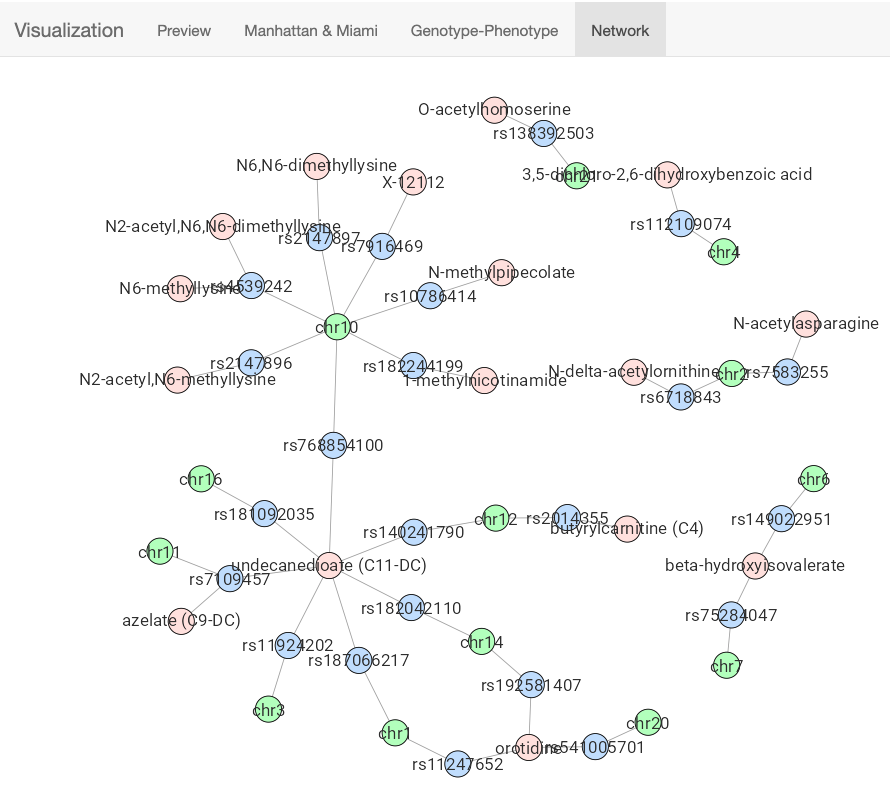 Visualization Preview Manhattan & Miami Genotype-Phenotype Network
O-acetylhomoserine
rs138392503
N6,N6-dimethyllysine
3,5-dichloro-2,6-dihydroxybenzoic acid
chr21
X-12112
N2-acetyl,N6,N6-dimethyllysine
rs112109074
rs2147897
rs7916469
chr4
N-methylpipecolate
N6-methyllysine
rs4539242
rs10786414
N-acetylasparagine
chr10
rs2147896
rs182244199
N-delta-acetylornithine
chr2
rs7583255
N2-acetyl,N6-methyllysine
1-methylnicotinamide
rs6718843
rs768854100
chr16
chr6
rs181092035
chr12
rs2014355
rs149022951
rs140241790
butyrylcarnitine (C4)
chr11
undecanedioate (C11-DC)
beta-hydroxyisovalerate
rs7109457
rs182042110
rs75284047
azelate (C9-DC)
rs11924202
chr14
rs187066217
chr7
rs192581407
chr3
chr20
chr1
orotidine
rs541005701
rs11247652